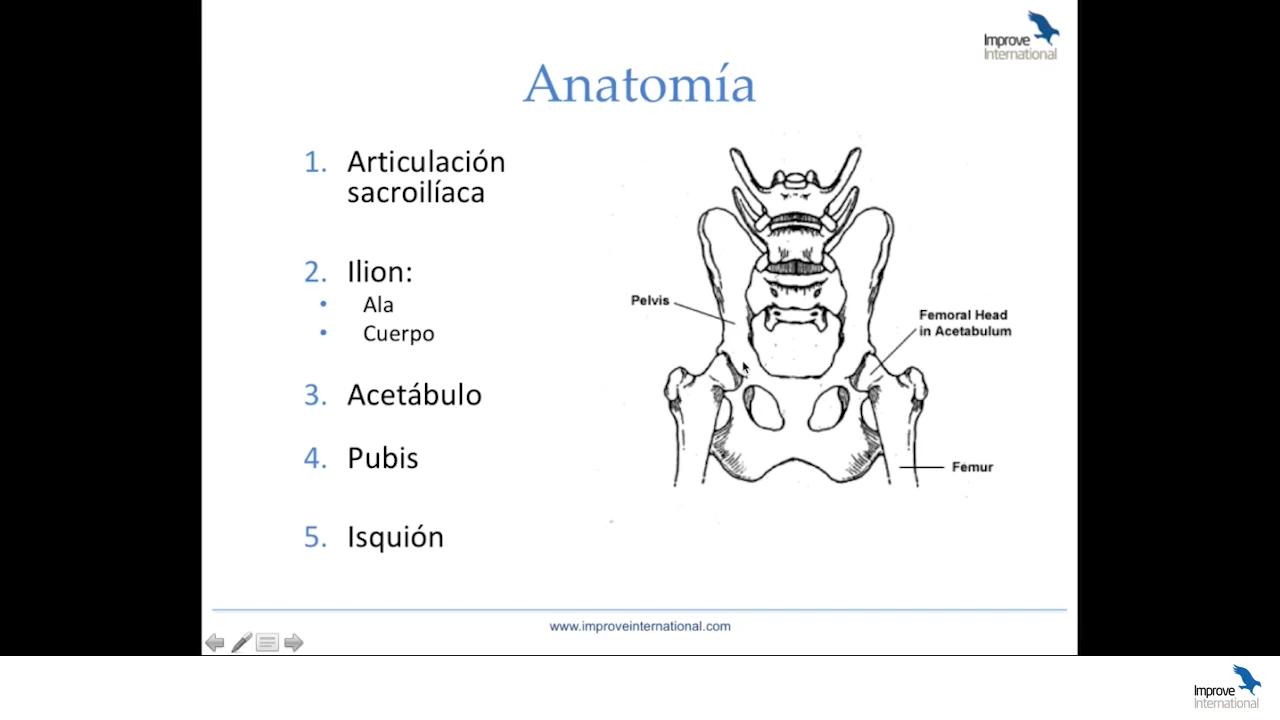 Improve
International
Anatomía
1. Articulación
sacroilíaca
2. Ilion:
• Ala
• Cuerpo
3. Acetábulo
4. Pubis
5. Isquión
Pelvis
Femoral Head
in Acetabulum
Femur
www.improveinternational.com
Improve
International